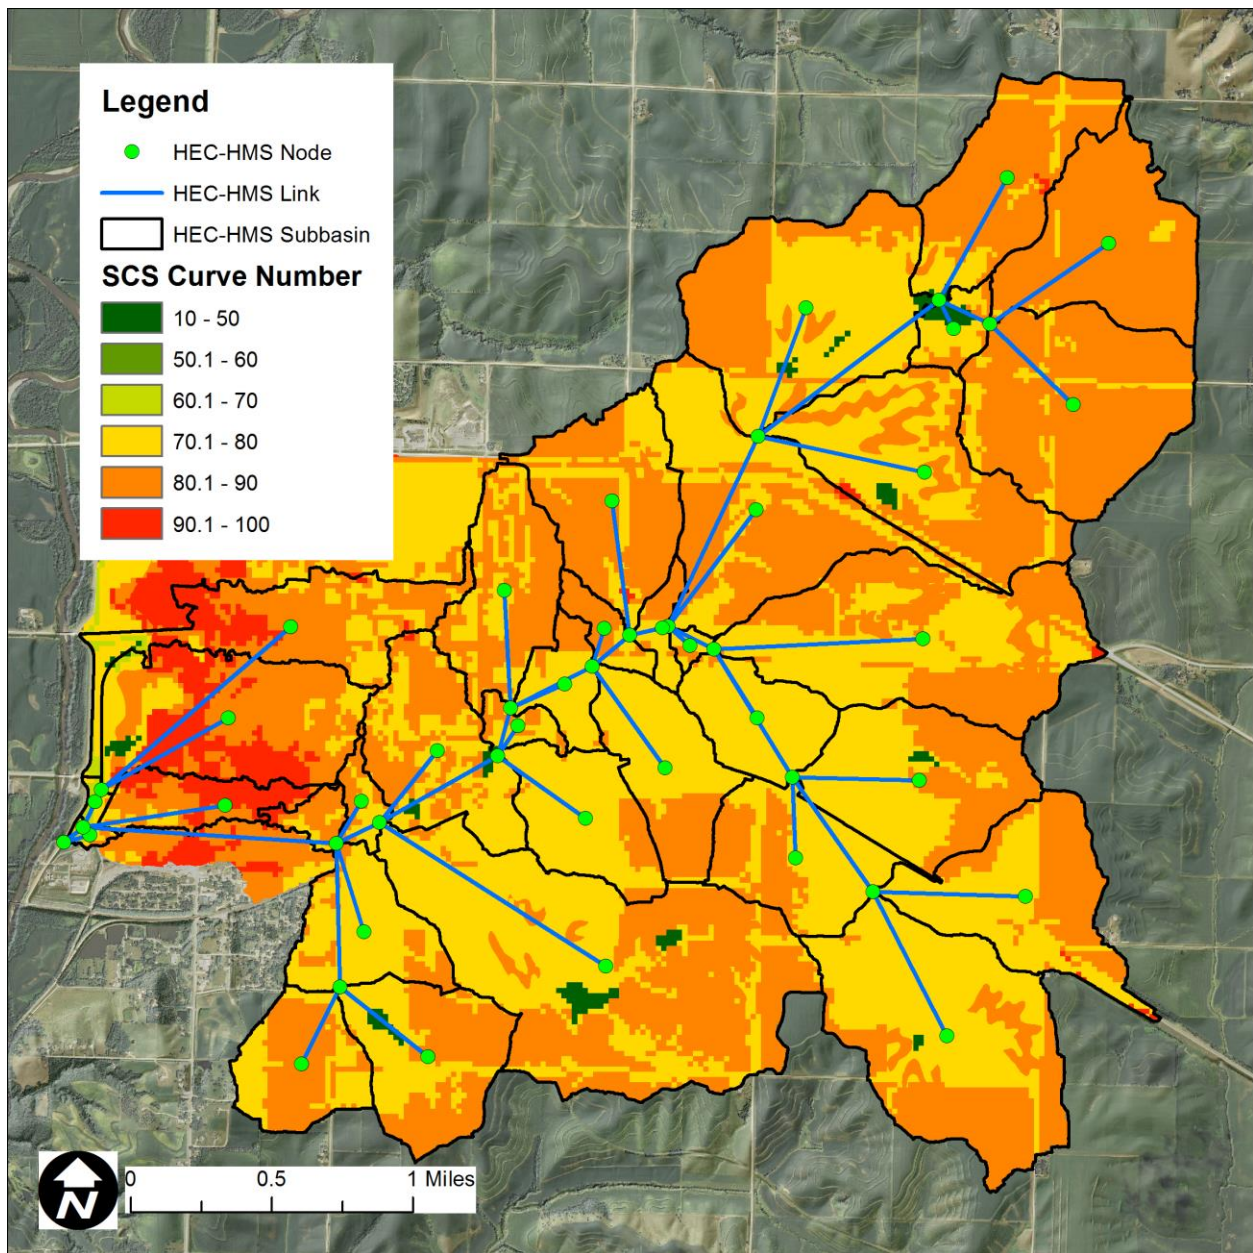 Legend
HEC-HMS Node
HEC-HMS Link
HEC-HMS Subbasin
SCS Curve Number
10 - 50
50.1 - 60
60.1 - 70
70.1 - 80
80.1 - 90
90.1 - 100
N
0 0.5 1 Miles